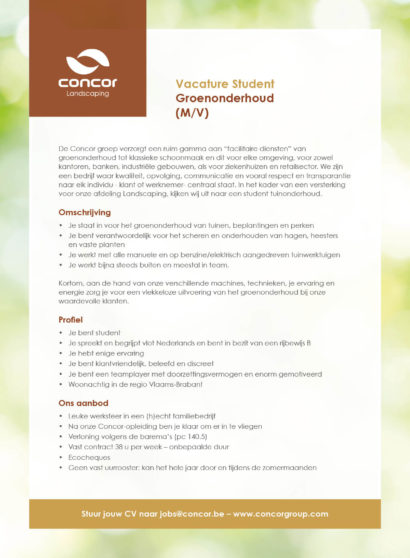 concor
Landscaping
Vacature Student
Groenonderhoud
(M/V)
De Concor groep verzorgt een ruim gamma aan “facilitaire diensten” van
groenonderhoud tot klassieke schoonmaak en dit voor elke omgeving, voor zowel
kantoren, banken, industriële gebouwen, als voor ziekenhuizen en retailsector. We zijn
een bedrijf waar kwaliteit, opvolging, communicatie en vooral respect en transparantie
naar elk individu - klant of werknemer- centraal staat. In het kader van een versterking
voor onze afdeling Landscaping, kijken wij uit naar een student tuinonderhoud.
Omschrijving
• Je staat in voor het groenonderhoud van tuinen, beplantingen en perken
• Je bent verantwoordelijk voor het scheren en onderhouden van hagen, heesters
en vaste planten
• Je werkt met alle manuele en op benzine/elektrisch aangedreven tuinwerktuigen
• Je werkt bijna steeds buiten en meestal in team.
Kortom, aan de hand van onze verschillende machines, technieken, je ervaring en
energie zorg je voor een vlekkeloze uitvoering van het groenonderhoud bij onze
waardevolle klanten.
Profiel
• Je bent student
• Je spreekt en begrijpt vlot Nederlands en bent in bezit van een rijbewijs B
• Je hebt enige ervaring
• Je bent klantvriendelijk, beleefd en discreet
• Je bent een teamplayer met doorzettingsvermogen en enorm gemotiveerd
• Woonachtig in de regio Vlaams-Brabant
Ons aanbod
• Leuke werksfeer in een (h)echt familiebedrijf
• Na onze Concor-opleiding ben je klaar om er in te vliegen
• Verloning volgens de barema’s (pc 140.5)
• Vast contract 38 u per week – onbepaalde duur
• Ecocheques
• Geen vast uurrooster: kan het hele jaar door en tijdens de zomermaanden
Stuur jouw CV naar jobs@concor.be – www.concorgroup.com